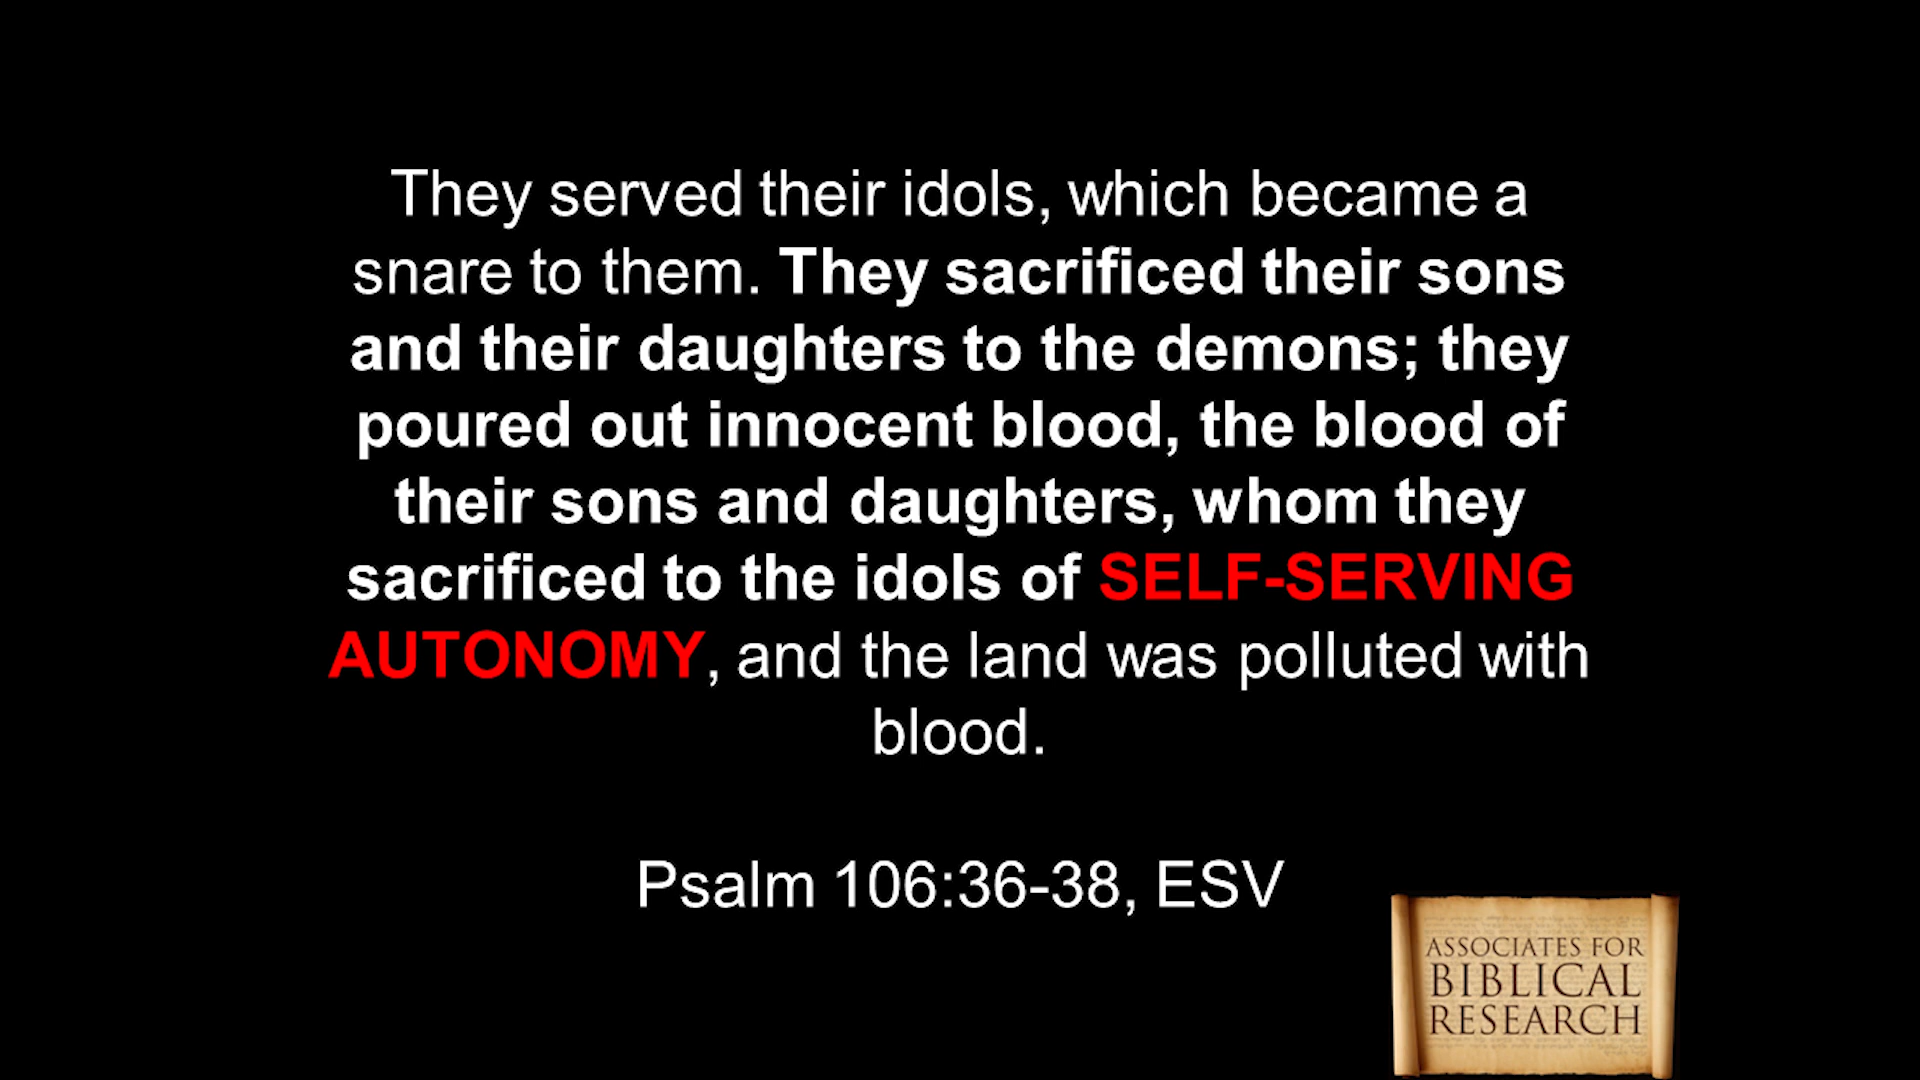 They served their idols, which became a
snare to them. They sacrificed their sons
and their daughters to the demons; they
poured out innocent blood, the blood of
their sons and daughters, whom they
sacrificed to the idols of SELF-SERVING
AUTONOMY, and the land was polluted with
blood.
Psalm 106:36-38, ESV
ASSOCIATES FOR
BIBLICAL
RESEARCH